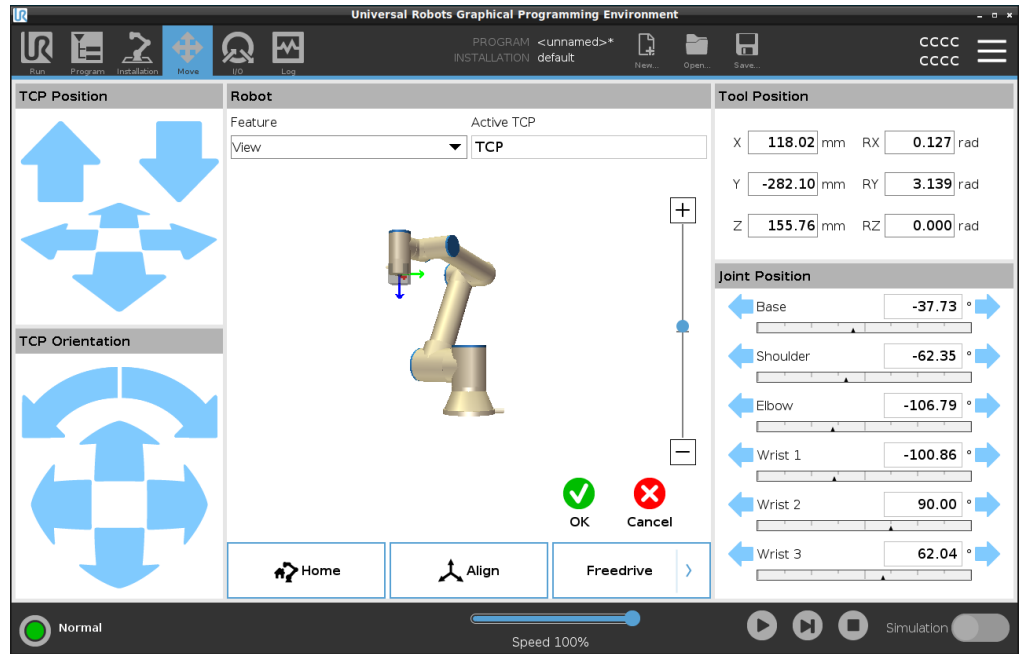 Universal Robots Graphical Programming Environment
Run
Program
Installation
Move
I/O
Log
PROGRAM <unnamed>*
INSTALLATION default
New...
Open...
Save...
CCCC
CCCC
TCP Position
Robot
Tool Position
Feature
Active TCP
View
TCP
X 118.02 mm RX 0.127 rad
Y -282.10 mm RY 3.139 rad
Z 155.76 mm RZ 0.000 rad
Joint Position
Base -37.73 °
TCP Orientation
Shoulder -62.35 °
Elbow -106.79 °
Wrist 1 -100.86 °
Wrist 2 90.00 °
Wrist 3 62.04 °
OK
Cancel
Home
Align
Freedrive
Normal
Speed 100%
Simulation